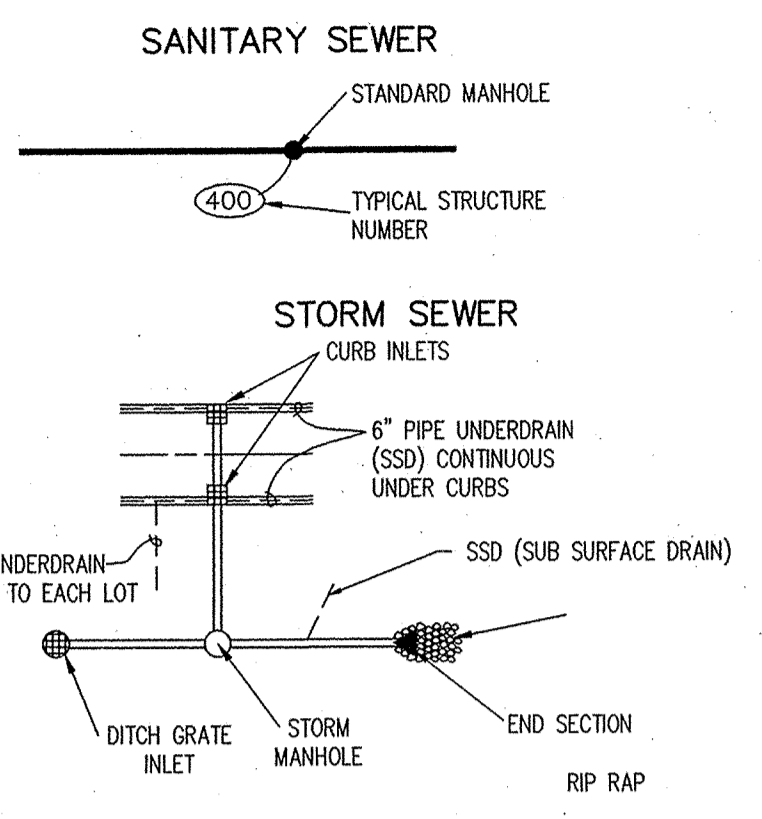 SANITARY SEWER
STANDARD MANHOLE
400
TYPICAL STRUCTURE
NUMBER
STORM SEWER
CURB INLETS
6" PIPE UNDERDRAIN
(SSD) CONTINUOUS
UNDER CURBS
NDERDRAIN
TO EACH LOT
SSD (SUB SURFACE DRAIN)
DITCH GRATE
INLET
STORM
MANHOLE
END SECTION
RIP RAP